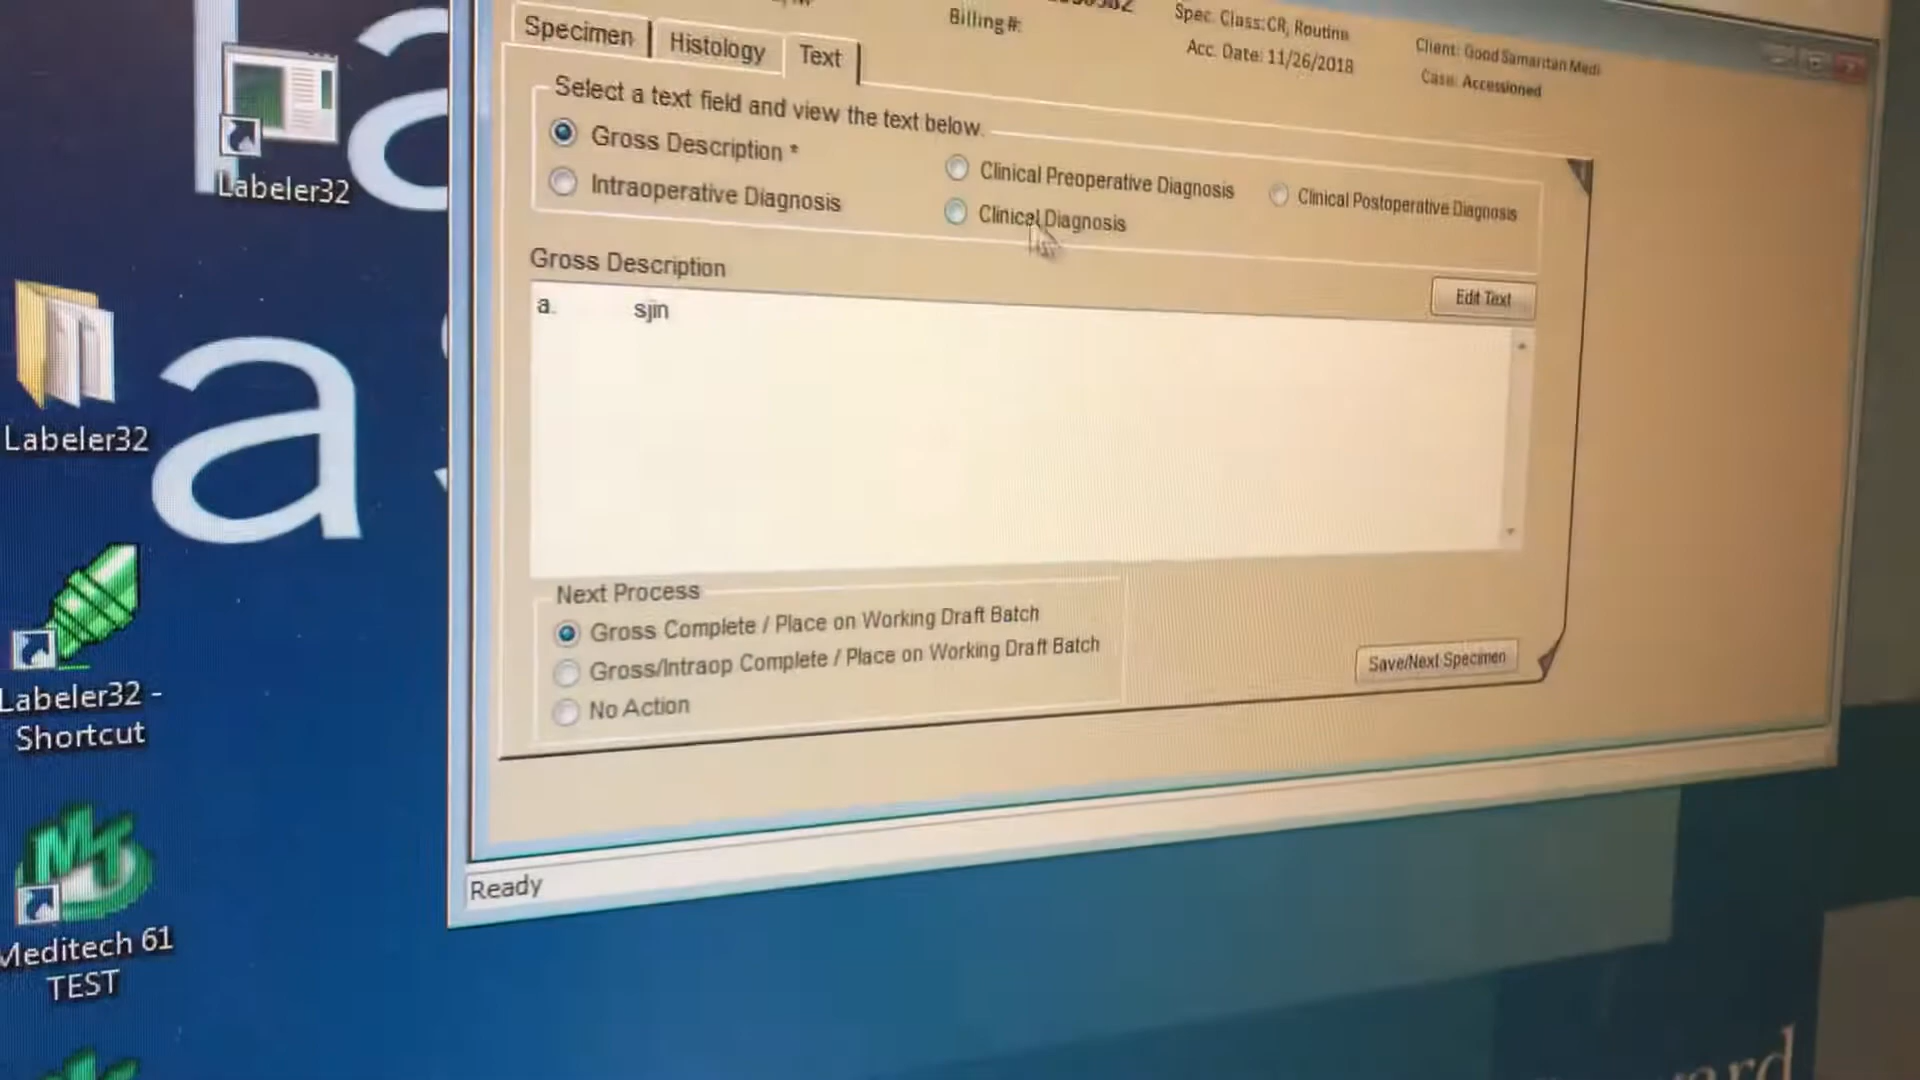 Billing#:
Spec. Class: CR, Routine
Acc. Date: 11/26/2018
Client: Good Samaritan Medi
Case: Accessioned
Specimen
Histology
Text
Select a text field and view the text below.
Gross Description *
Clinical Preoperative Diagnosis
Clinical Postoperative Diagnosis
Intraoperative Diagnosis
Clinical Diagnosis
Gross Description
Edit Text
a. sjin
Next Process
Gross Complete / Place on Working Draft Batch
Gross/Intraop Complete / Place on Working Draft Batch
No Action
Save/Next Specimen
Ready
Labeler32
Labeler32
Labeler32 -
Shortcut
Meditech 61
TEST
la
a